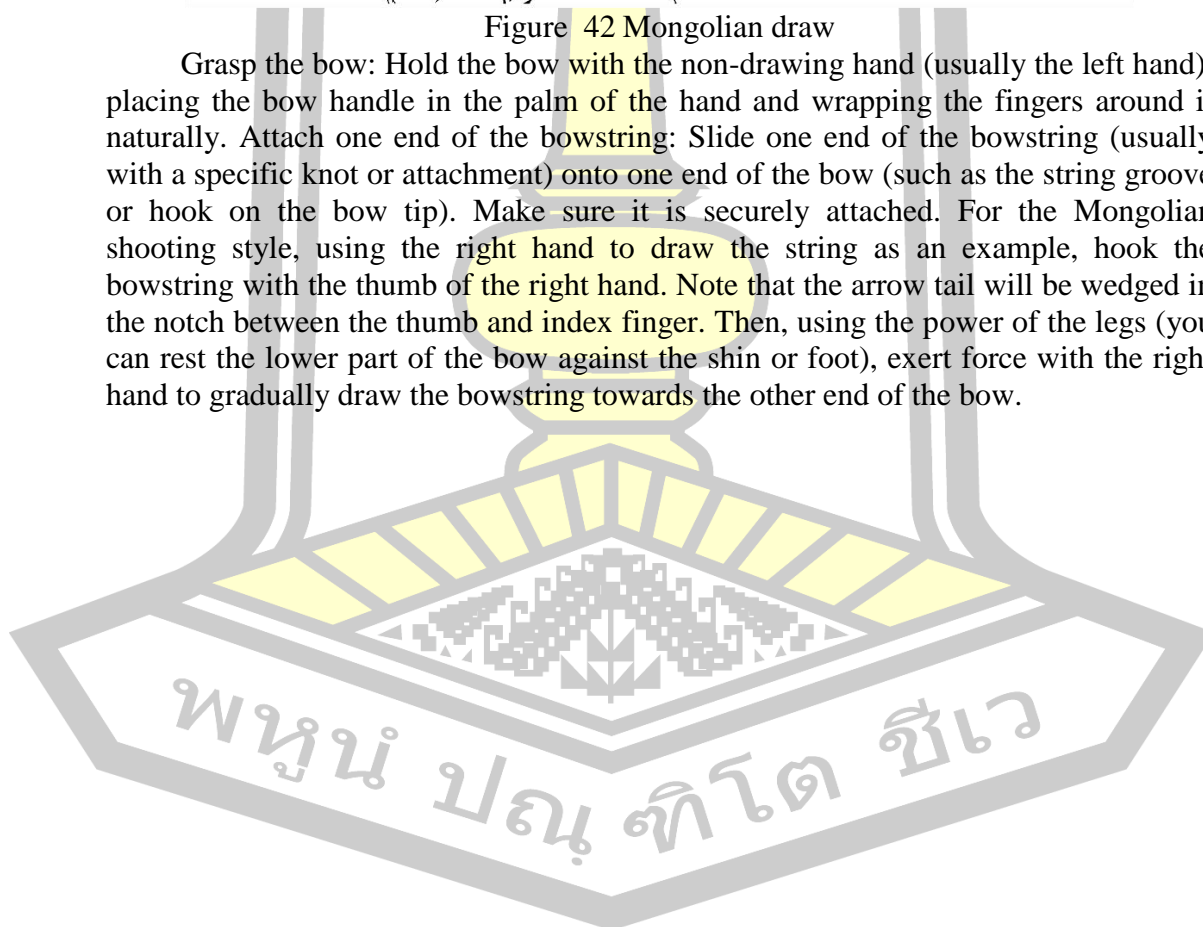 Figure 42 Mongolian draw
Grasp the bow: Hold the bow with the non-drawing hand (usually the left hand)
placing the bow handle in the palm of the hand and wrapping the fingers around i
naturally. Attach one end of the bowstring: Slide one end of the bowstring (usually
with a specific knot or attachment) onto one end of the bow (such as the string groove
or hook on the bow tip). Make sure it is securely attached. For the Mongolian
shooting style, using the right hand to draw the string as an example, hook the
bowstring with the thumb of the right hand. Note that the arrow tail will be wedged in
the notch between the thumb and index finger. Then, using the power of the legs (you
can rest the lower part of the bow against the shin or foot), exert force with the righ
hand to gradually draw the bowstring towards the other end of the bow.
พหูนํ ปณฺฑิโต ชีเว